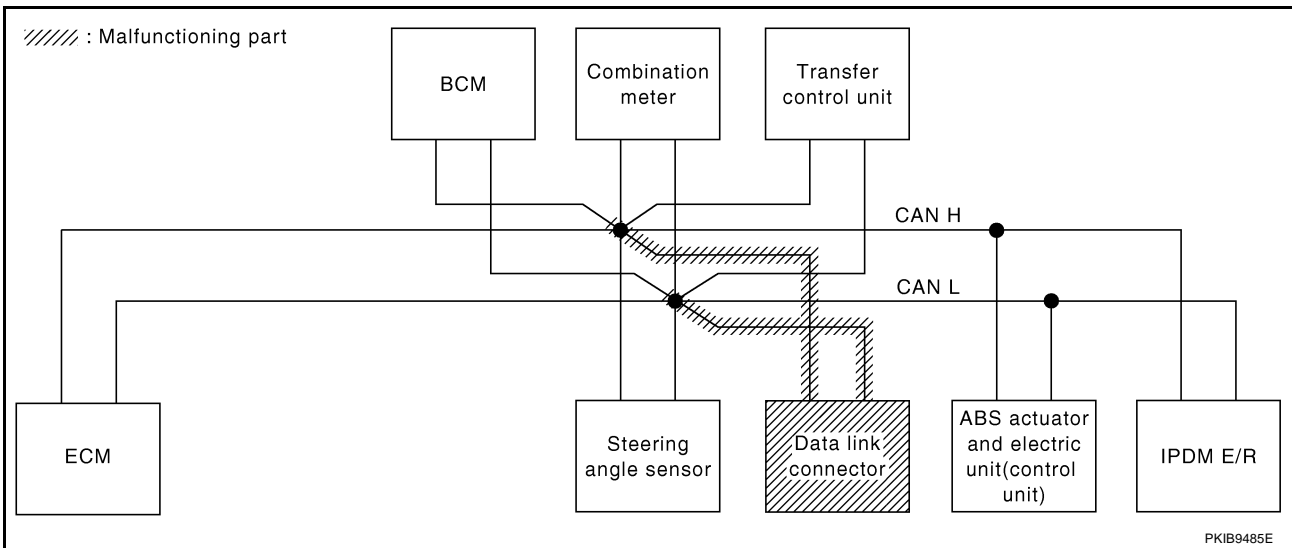 : Malfunctioning part
BCM
Combination
meter
Transfer
control unit
CAN H
CAN L
ECM
Steering
angle sensor
Data link
connector
ABS actuator
and electric
unit(control
unit)
IPDM E/R
PKIB9485E